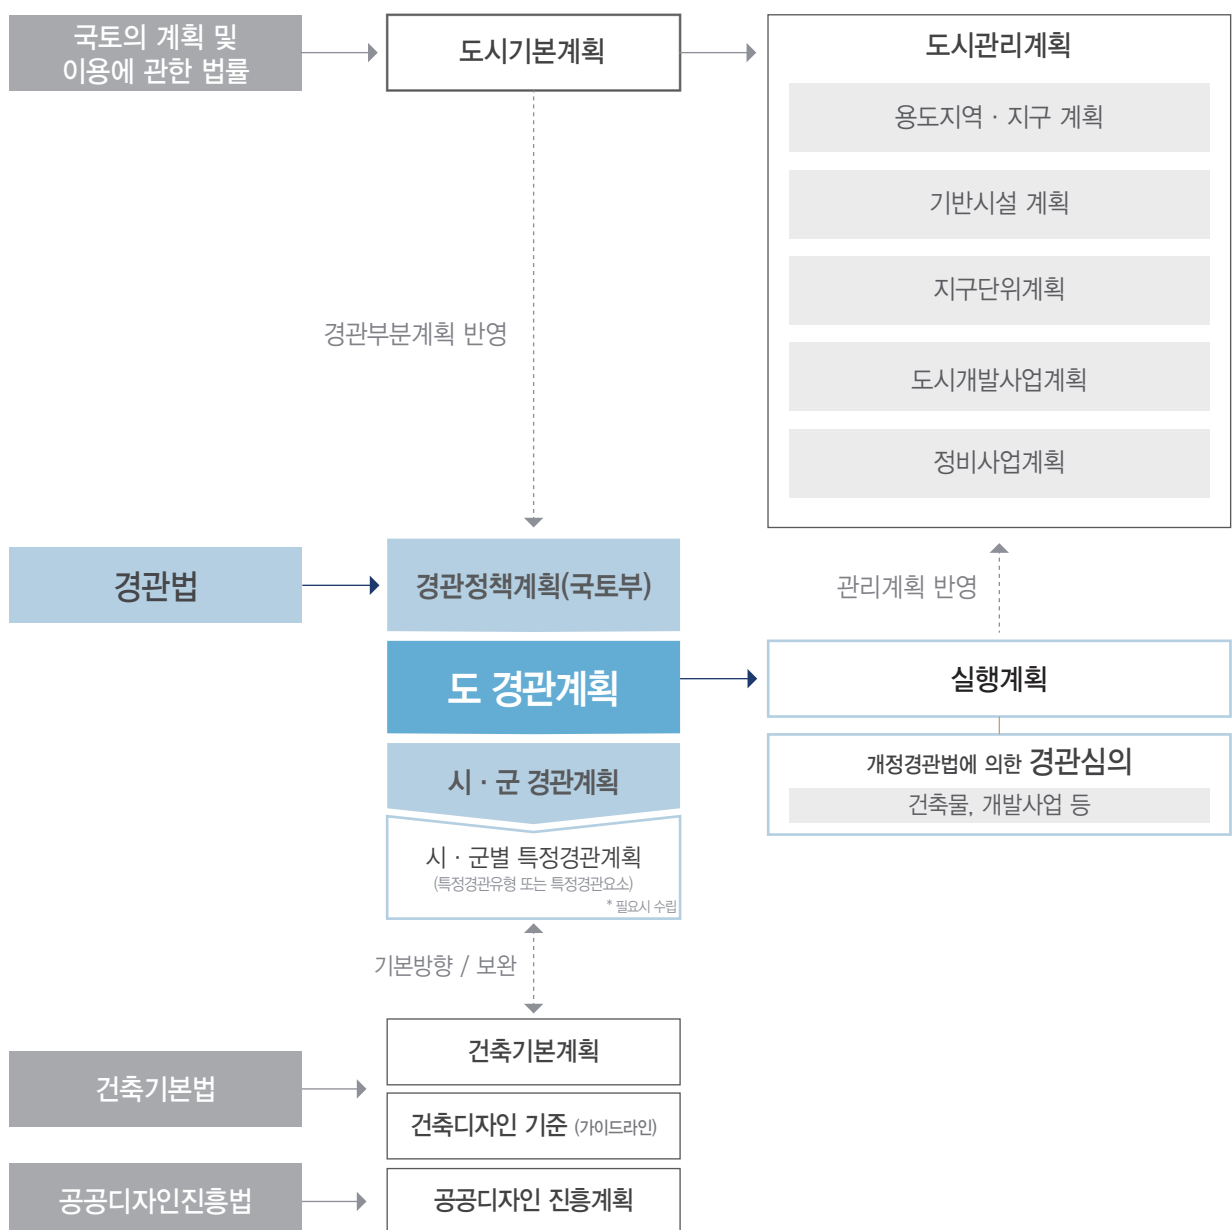 국토의 계획 및
이용에 관한 법률
도시기본계획
도시관리계획
용도지역 · 지구 계획
기반시설 계획
지구단위계획
도시개발사업계획
정비사업계획
경관부분계획 반영
경관법
경관정책계획(국토부)
관리계획 반영
도 경관계획
실행계획
시 · 군 경관계획
개정경관법에 의한 경관심의
건축물, 개발사업 등
시 · 군별 특정경관계획
(특정경관유형 또는 특정경관요소)
* 필요시 수립
기본방향 / 보완
건축기본법
건축기본계획
건축디자인 기준 (가이드라인)
공공디자인진흥법
공공디자인 진흥계획